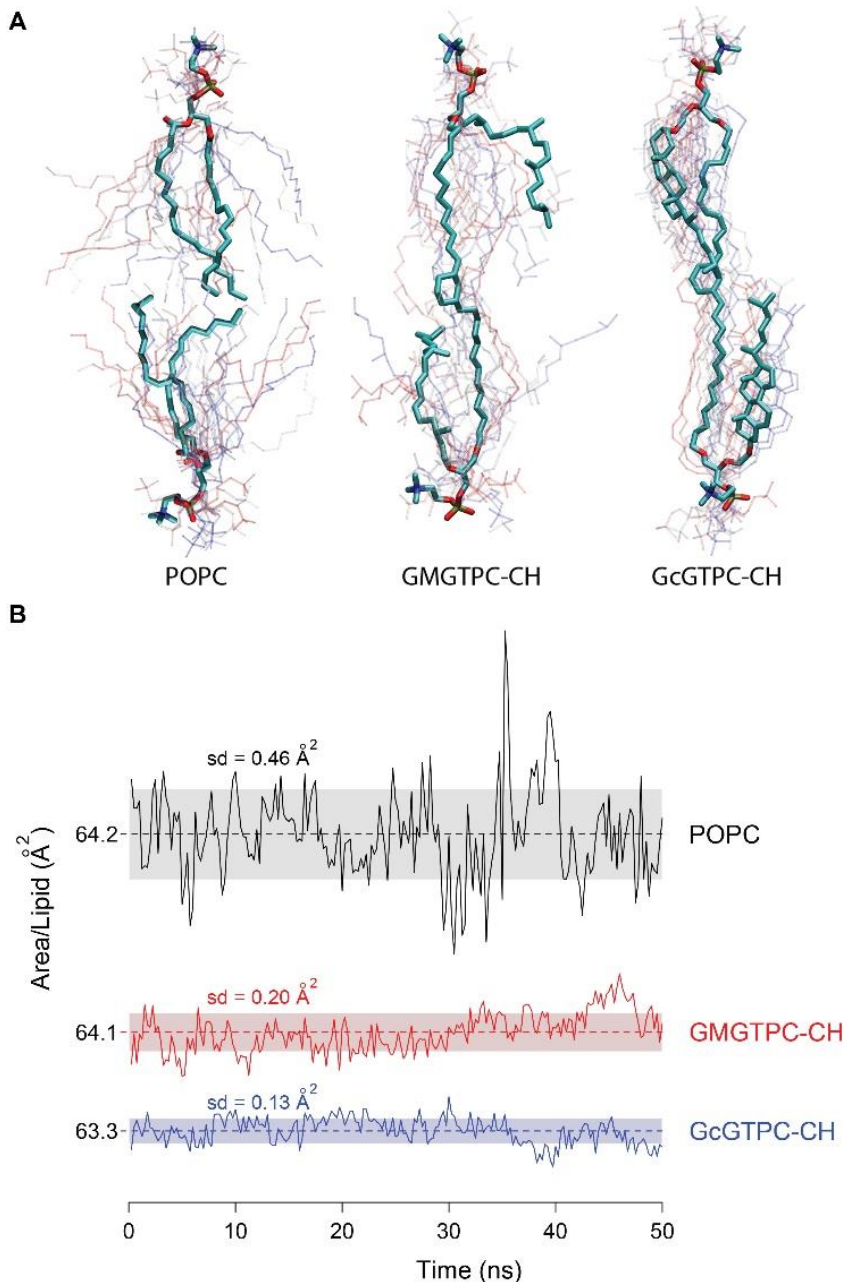 A
POPC
GMGTPC-CH
GcGTPC-CH
B
Area/Lipid (Å²)
sd = 0.46 Å²
64.2
POPC
sd = 0.20 Å²
64.1
GMGTPC-CH
sd = 0.13 Å²
63.3
GcGTPC-CH
0 10 20 30 40 50
Time (ns)